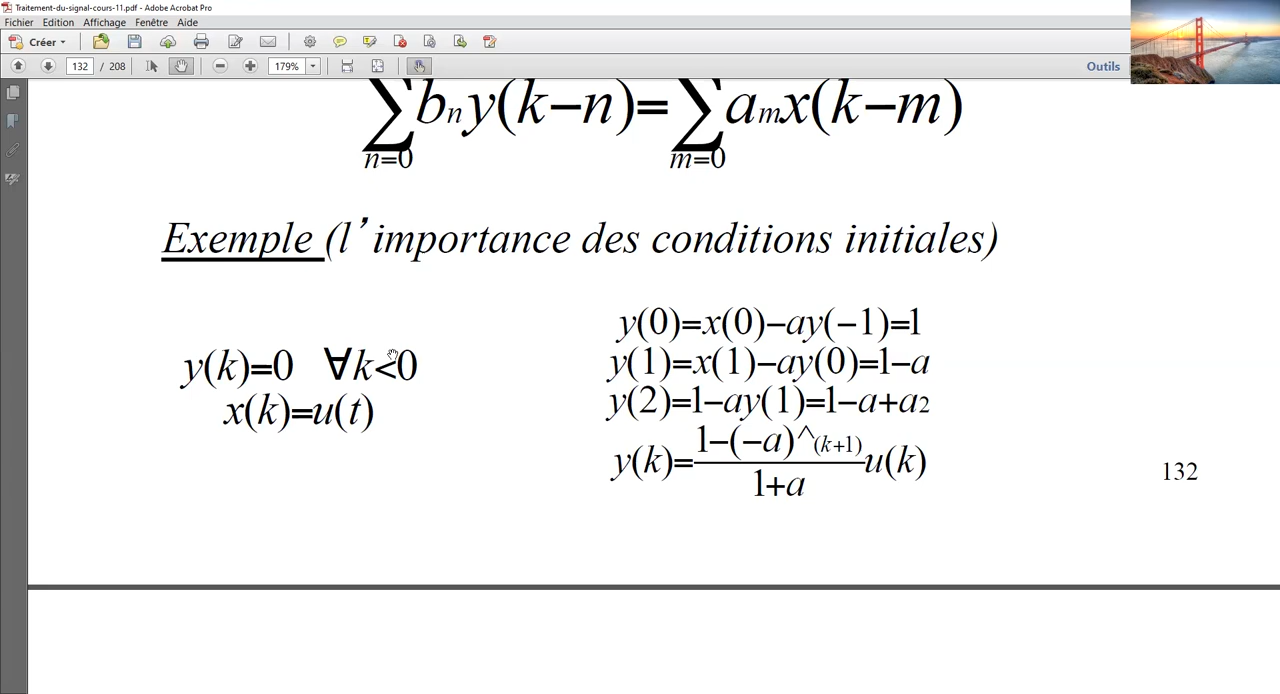 Traitement-du-signal-cours-11.pdf - Adobe Acrobat Pro
Fichier Edition Affichage Fenêtre Aide
Créer
132 / 208 179% Outils
∑ bny(k−n)=∑ amx(k−m)
n=0 m=0
Exemple (l’importance des conditions initiales)
y(k)=0 ∀k<0
x(k)=u(t)
y(0)=x(0)−ay(−1)=1
y(1)=x(1)−ay(0)=1−a
y(2)=1−ay(1)=1−a+a2
y(k)=1−(−a)^(k+1)/1+a u(k)
132